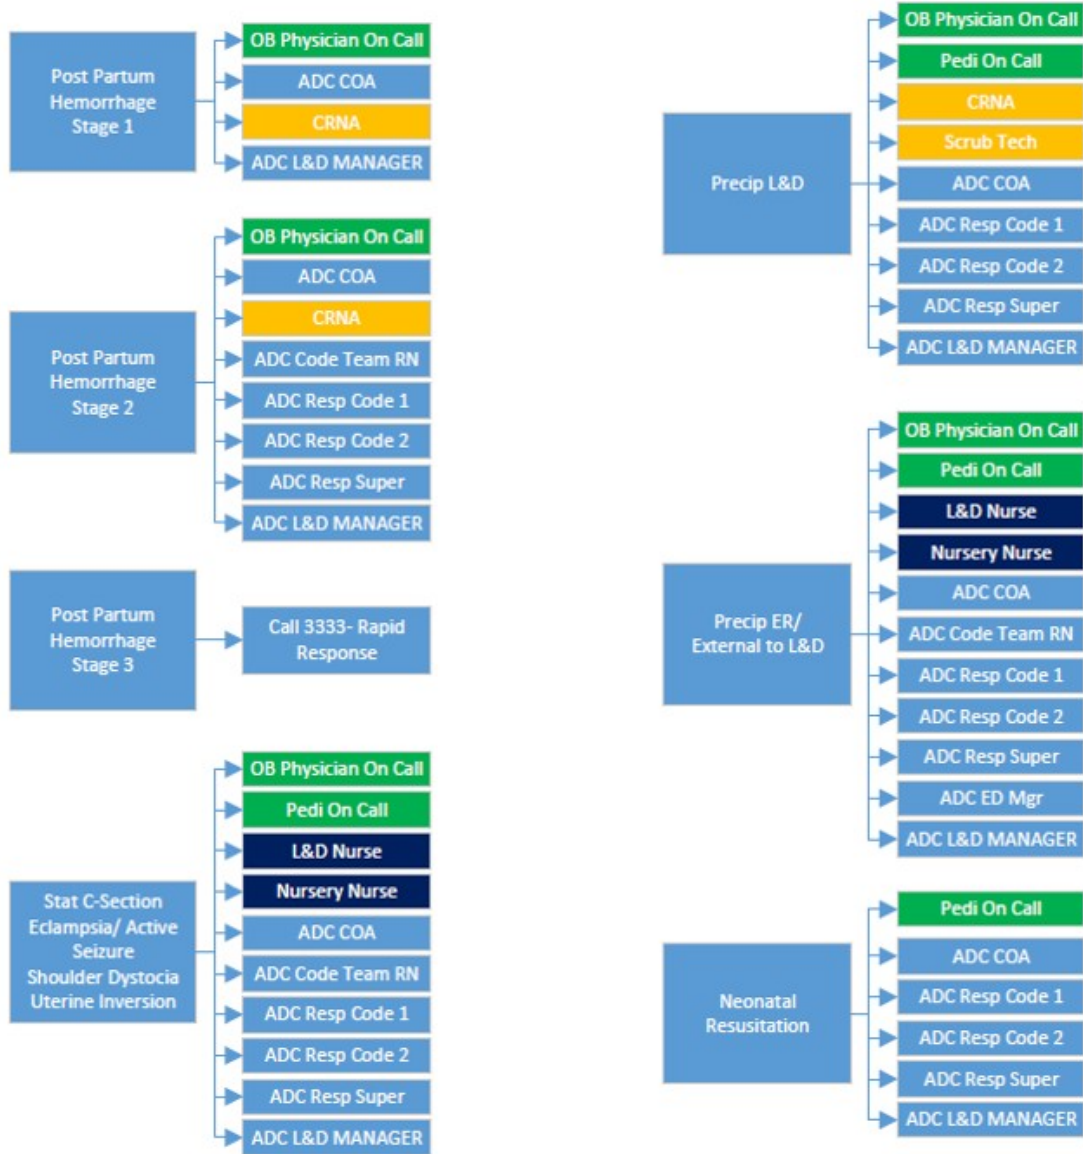 Post Partum
Hemorrhage
Stage 1
OB Physician On Call
ADC COA
CRNA
ADC L&D MANAGER
Post Partum
Hemorrhage
Stage 2
OB Physician On Call
ADC COA
CRNA
ADC Code Team RN
ADC Resp Code 1
ADC Resp Code 2
ADC Resp Super
ADC L&D MANAGER
Post Partum
Hemorrhage
Stage 3
Call 3333- Rapid
Response
Stat C-Section
Eclampsia/ Active
Seizure
Shoulder Dystocia
Uterine Inversion
OB Physician On Call
Pedi On Call
L&D Nurse
Nursery Nurse
ADC COA
ADC Code Team RN
ADC Resp Code 1
ADC Resp Code 2
ADC Resp Super
ADC L&D MANAGER
Precip L&D
OB Physician On Call
Pedi On Call
CRNA
Scrub Tech
ADC COA
ADC Resp Code 1
ADC Resp Code 2
ADC Resp Super
ADC L&D MANAGER
Precip ER/
External to L&D
OB Physician On Call
Pedi On Call
L&D Nurse
Nursery Nurse
ADC COA
ADC Code Team RN
ADC Resp Code 1
ADC Resp Code 2
ADC Resp Super
ADC ED Mgr
ADC L&D MANAGER
Neonatal
Resusitation
Pedi On Call
ADC COA
ADC Resp Code 1
ADC Resp Code 2
ADC Resp Super
ADC L&D MANAGER